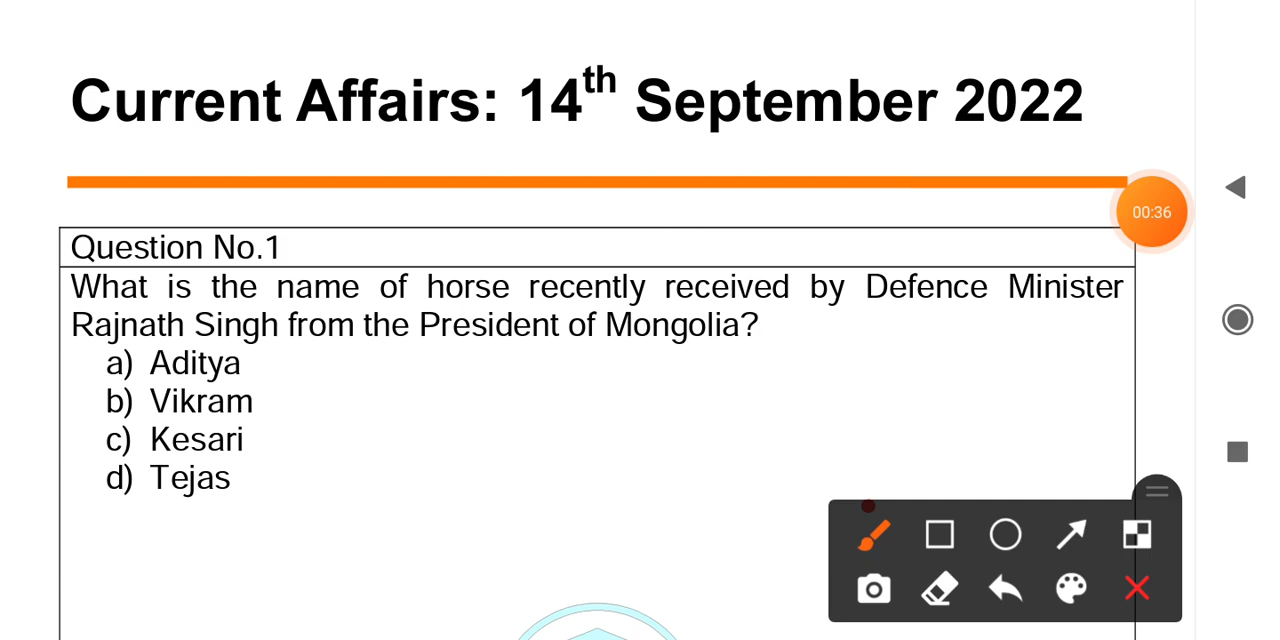 Current Affairs: 14th September 2022
00:36
Question No.1
What is the name of horse recently received by Defence Minister
Rajnath Singh from the President of Mongolia?
a) Aditya
b) Vikram
c) Kesari
d) Tejas